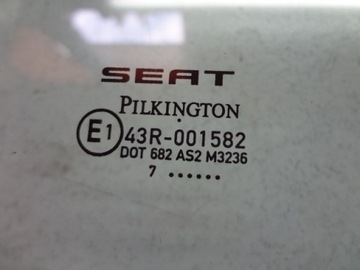 SEAT
PILKINGTON
E1 43R-001582
DOT 682 AS2 M3236
7 ......